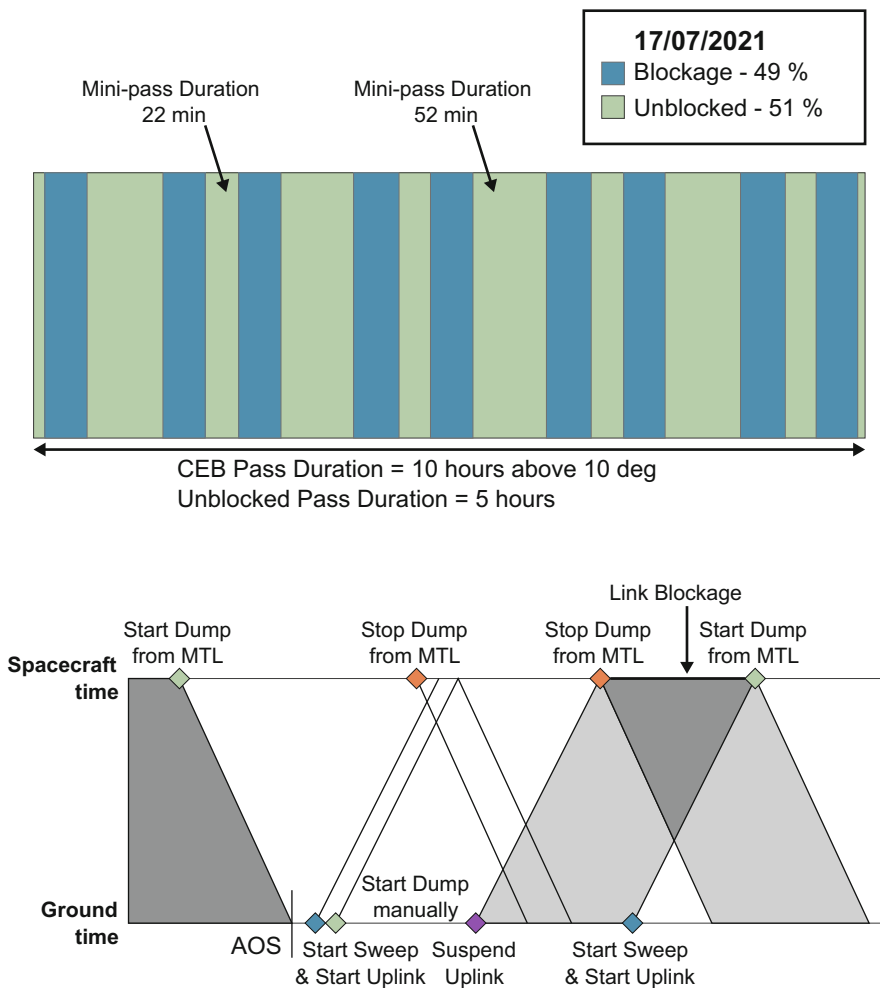 17/07/2021
Blockage - 49 %
Unblocked - 51 %
Mini-pass Duration
22 min
Mini-pass Duration
52 min
CEB Pass Duration = 10 hours above 10 deg
Unblocked Pass Duration = 5 hours
Link Blockage
Start Dump
from MTL
Stop Dump
from MTL
Stop Dump
from MTL
Start Dump
from MTL
Spacecraft
time
Start Dump
manually
Ground
time
AOS
Start Sweep
& Start Uplink
Suspend
Uplink
Start Sweep
& Start Uplink